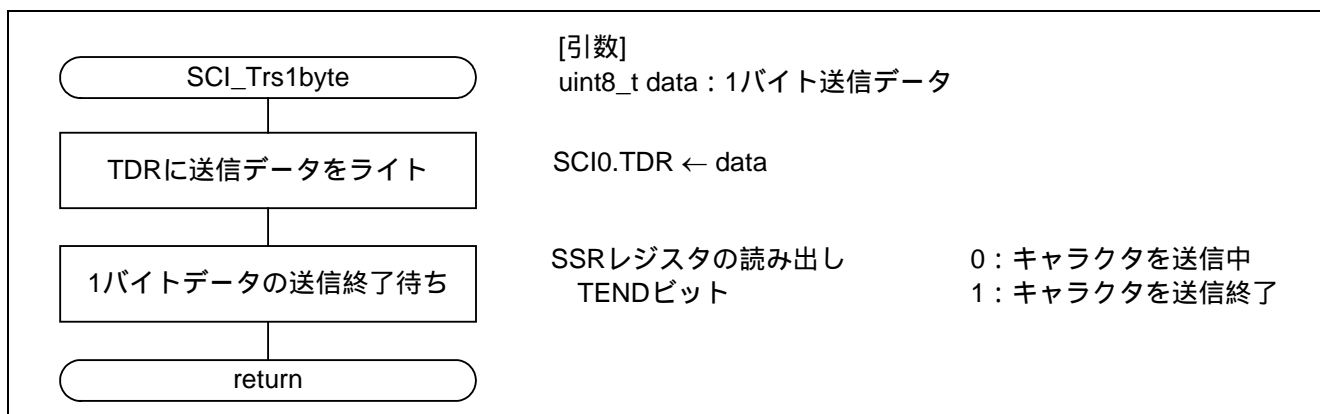 SCI_Trs1byte
[引数]
uint8_t data：1バイト送信データ
TDRに送信データをライト
SCI0.TDR ← data
1バイトデータの送信終了待ち
SSRレジスタの読み出し 0：キャラクタを送信中
TENDビット 1：キャラクタを送信終了
return